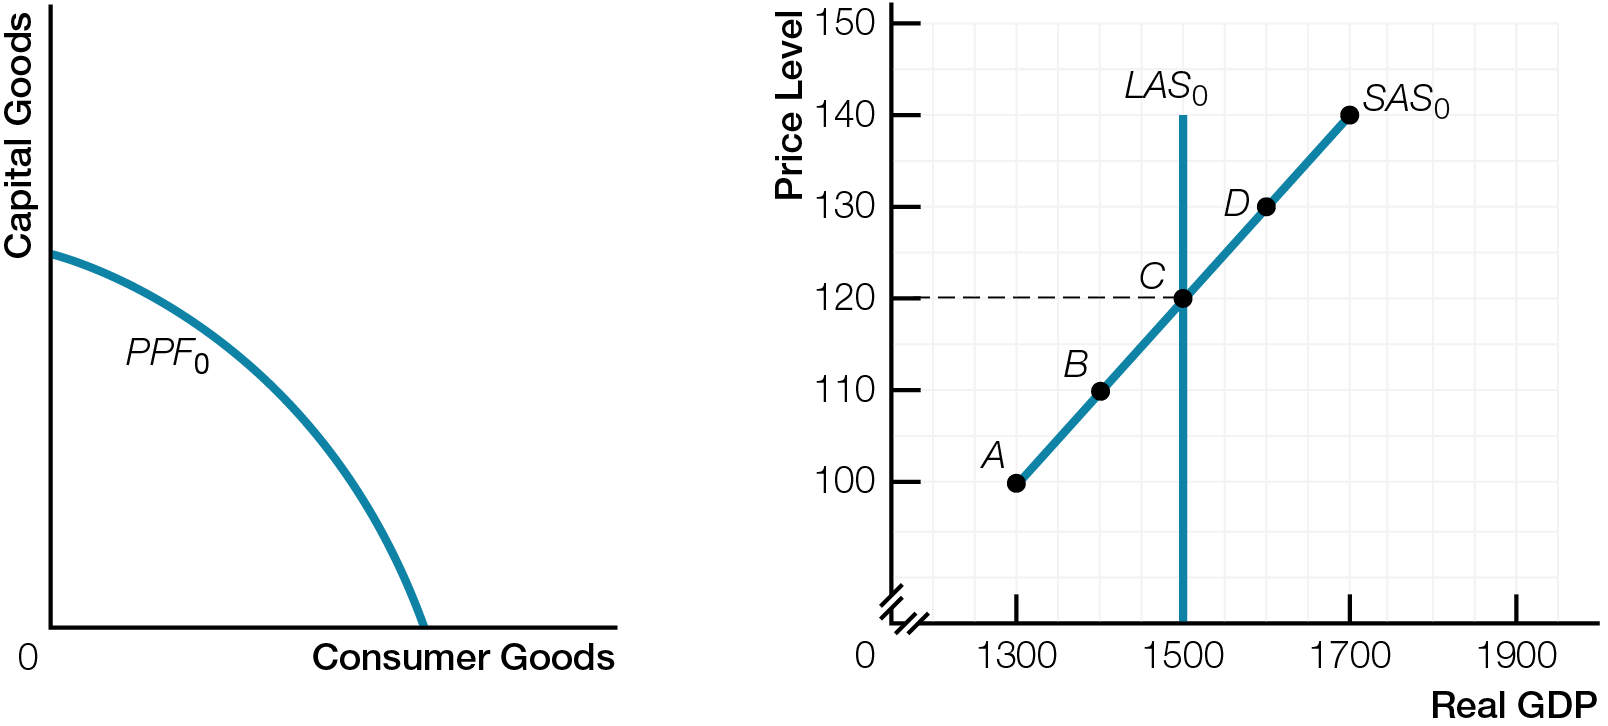 Capital Goods
PPF0
0
Consumer Goods
Price Level
150
140
130
120
110
100
LAS0
SAS0
D
C
B
A
0
1300
1500
1700
1900
Real GDP